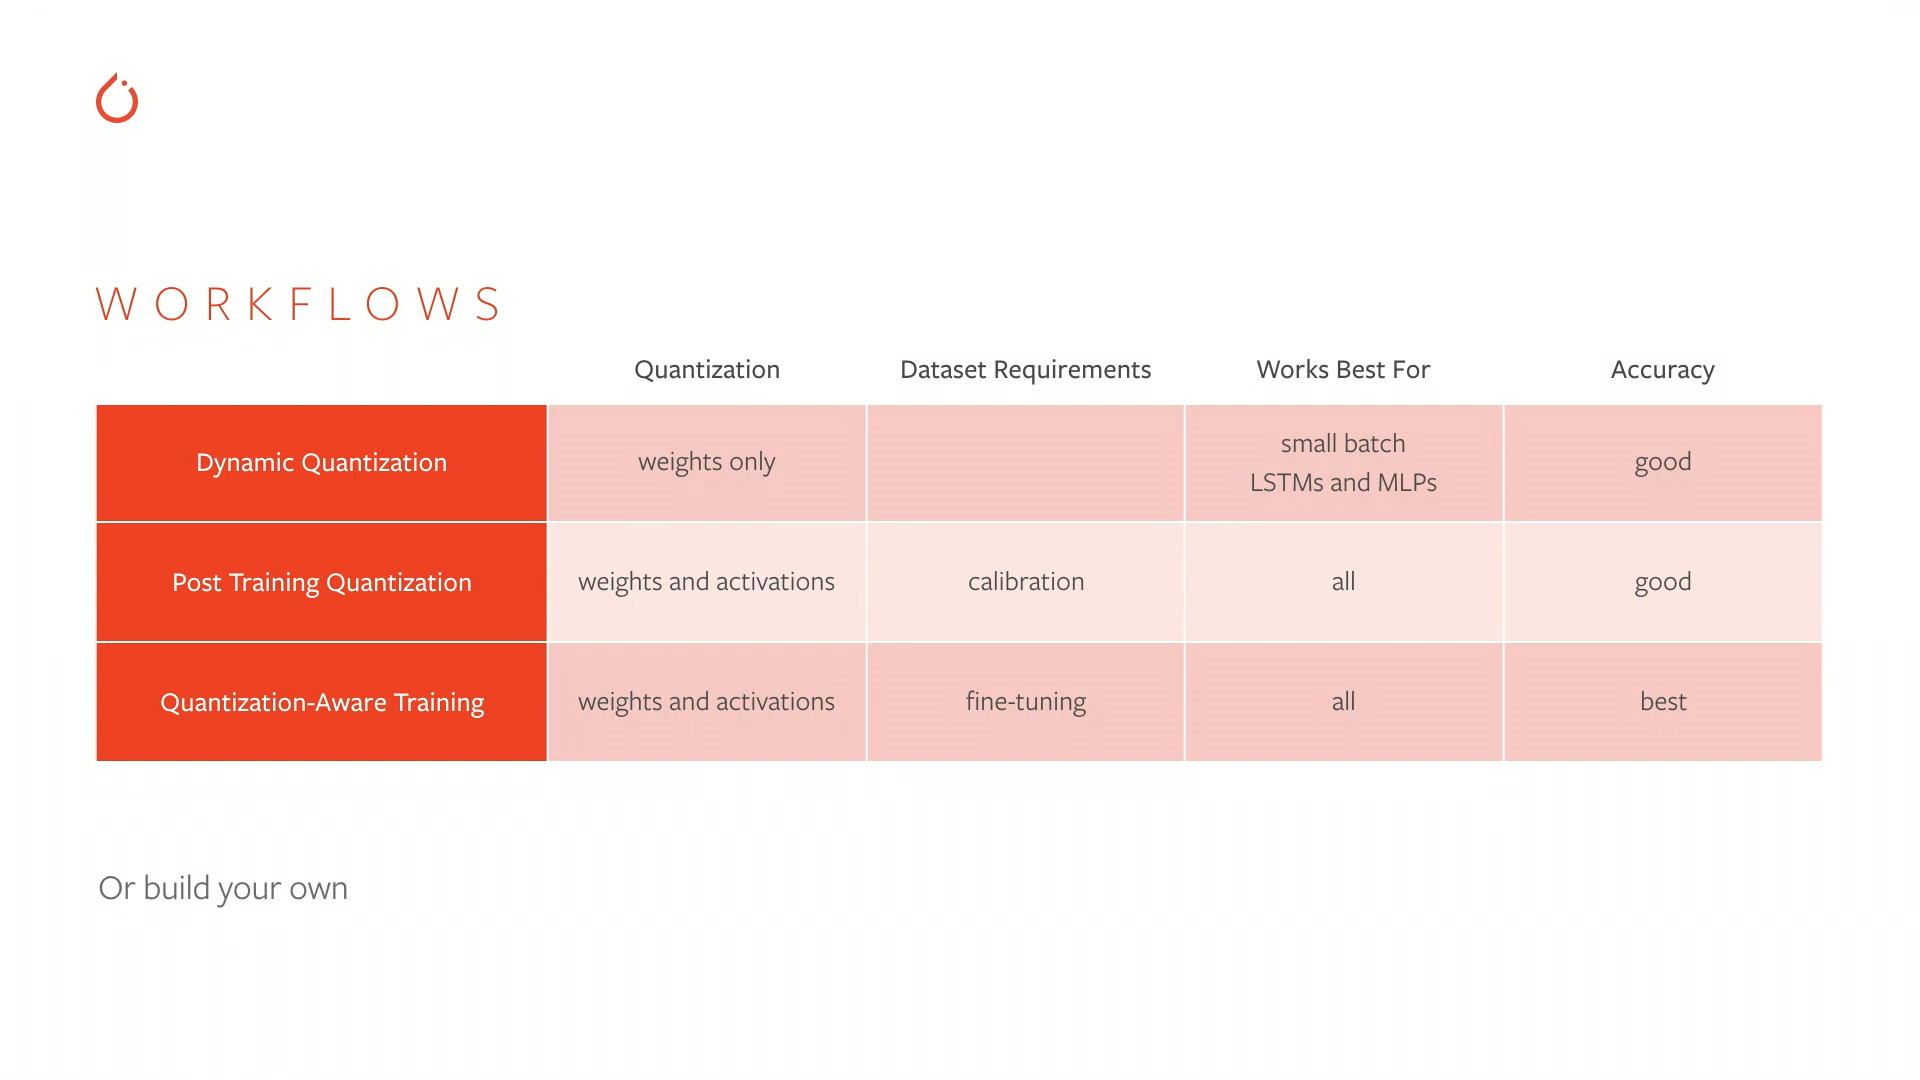 WORKFLOWS
Quantization Dataset Requirements Works Best For Accuracy
Dynamic Quantization weights only small batch LSTMs and MLPs good
Post Training Quantization weights and activations calibration all good
Quantization-Aware Training weights and activations fine-tuning all best
Or build your own